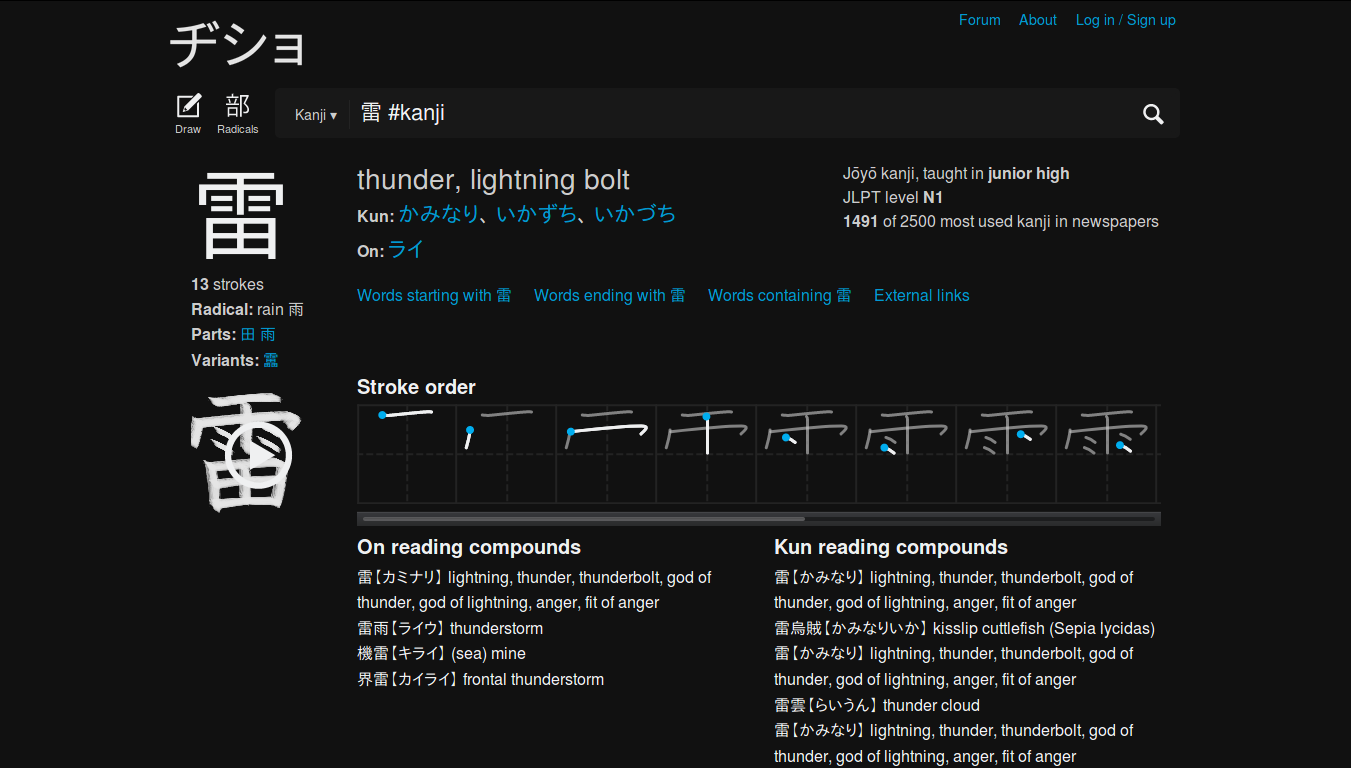 Forum About Log in / Sign up
ヂショ
Draw
部 Radicals
Kanji ▾ 雷 #kanji
雷
13 strokes
Radical: rain 雨
Parts: 田 雨
Variants: 靁
雷
thunder, lightning bolt
Kun: かみなり、 いかずち、 いかづち
On: ライ
Jōyō kanji, taught in junior high
JLPT level N1
1491 of 2500 most used kanji in newspapers
Words starting with 雷 Words ending with 雷 Words containing 雷 External links
Stroke order
On reading compounds
雷【カミナリ】 lightning, thunder, thunderbolt, god of
thunder, god of lightning, anger, fit of anger
雷雨【ライウ】 thunderstorm
機雷【キライ】 (sea) mine
界雷【カイライ】 frontal thunderstorm
Kun reading compounds
雷【かみなり】 lightning, thunder, thunderbolt, god of
thunder, god of lightning, anger, fit of anger
雷烏賊【かみなりいか】 kisslip cuttlefish (Sepia lycidas)
雷【かみなり】 lightning, thunder, thunderbolt, god of
thunder, god of lightning, anger, fit of anger
雷雲【らいうん】 thunder cloud
雷【かみなり】 lightning, thunder, thunderbolt, god of
thunder, god of lightning, anger, fit of anger